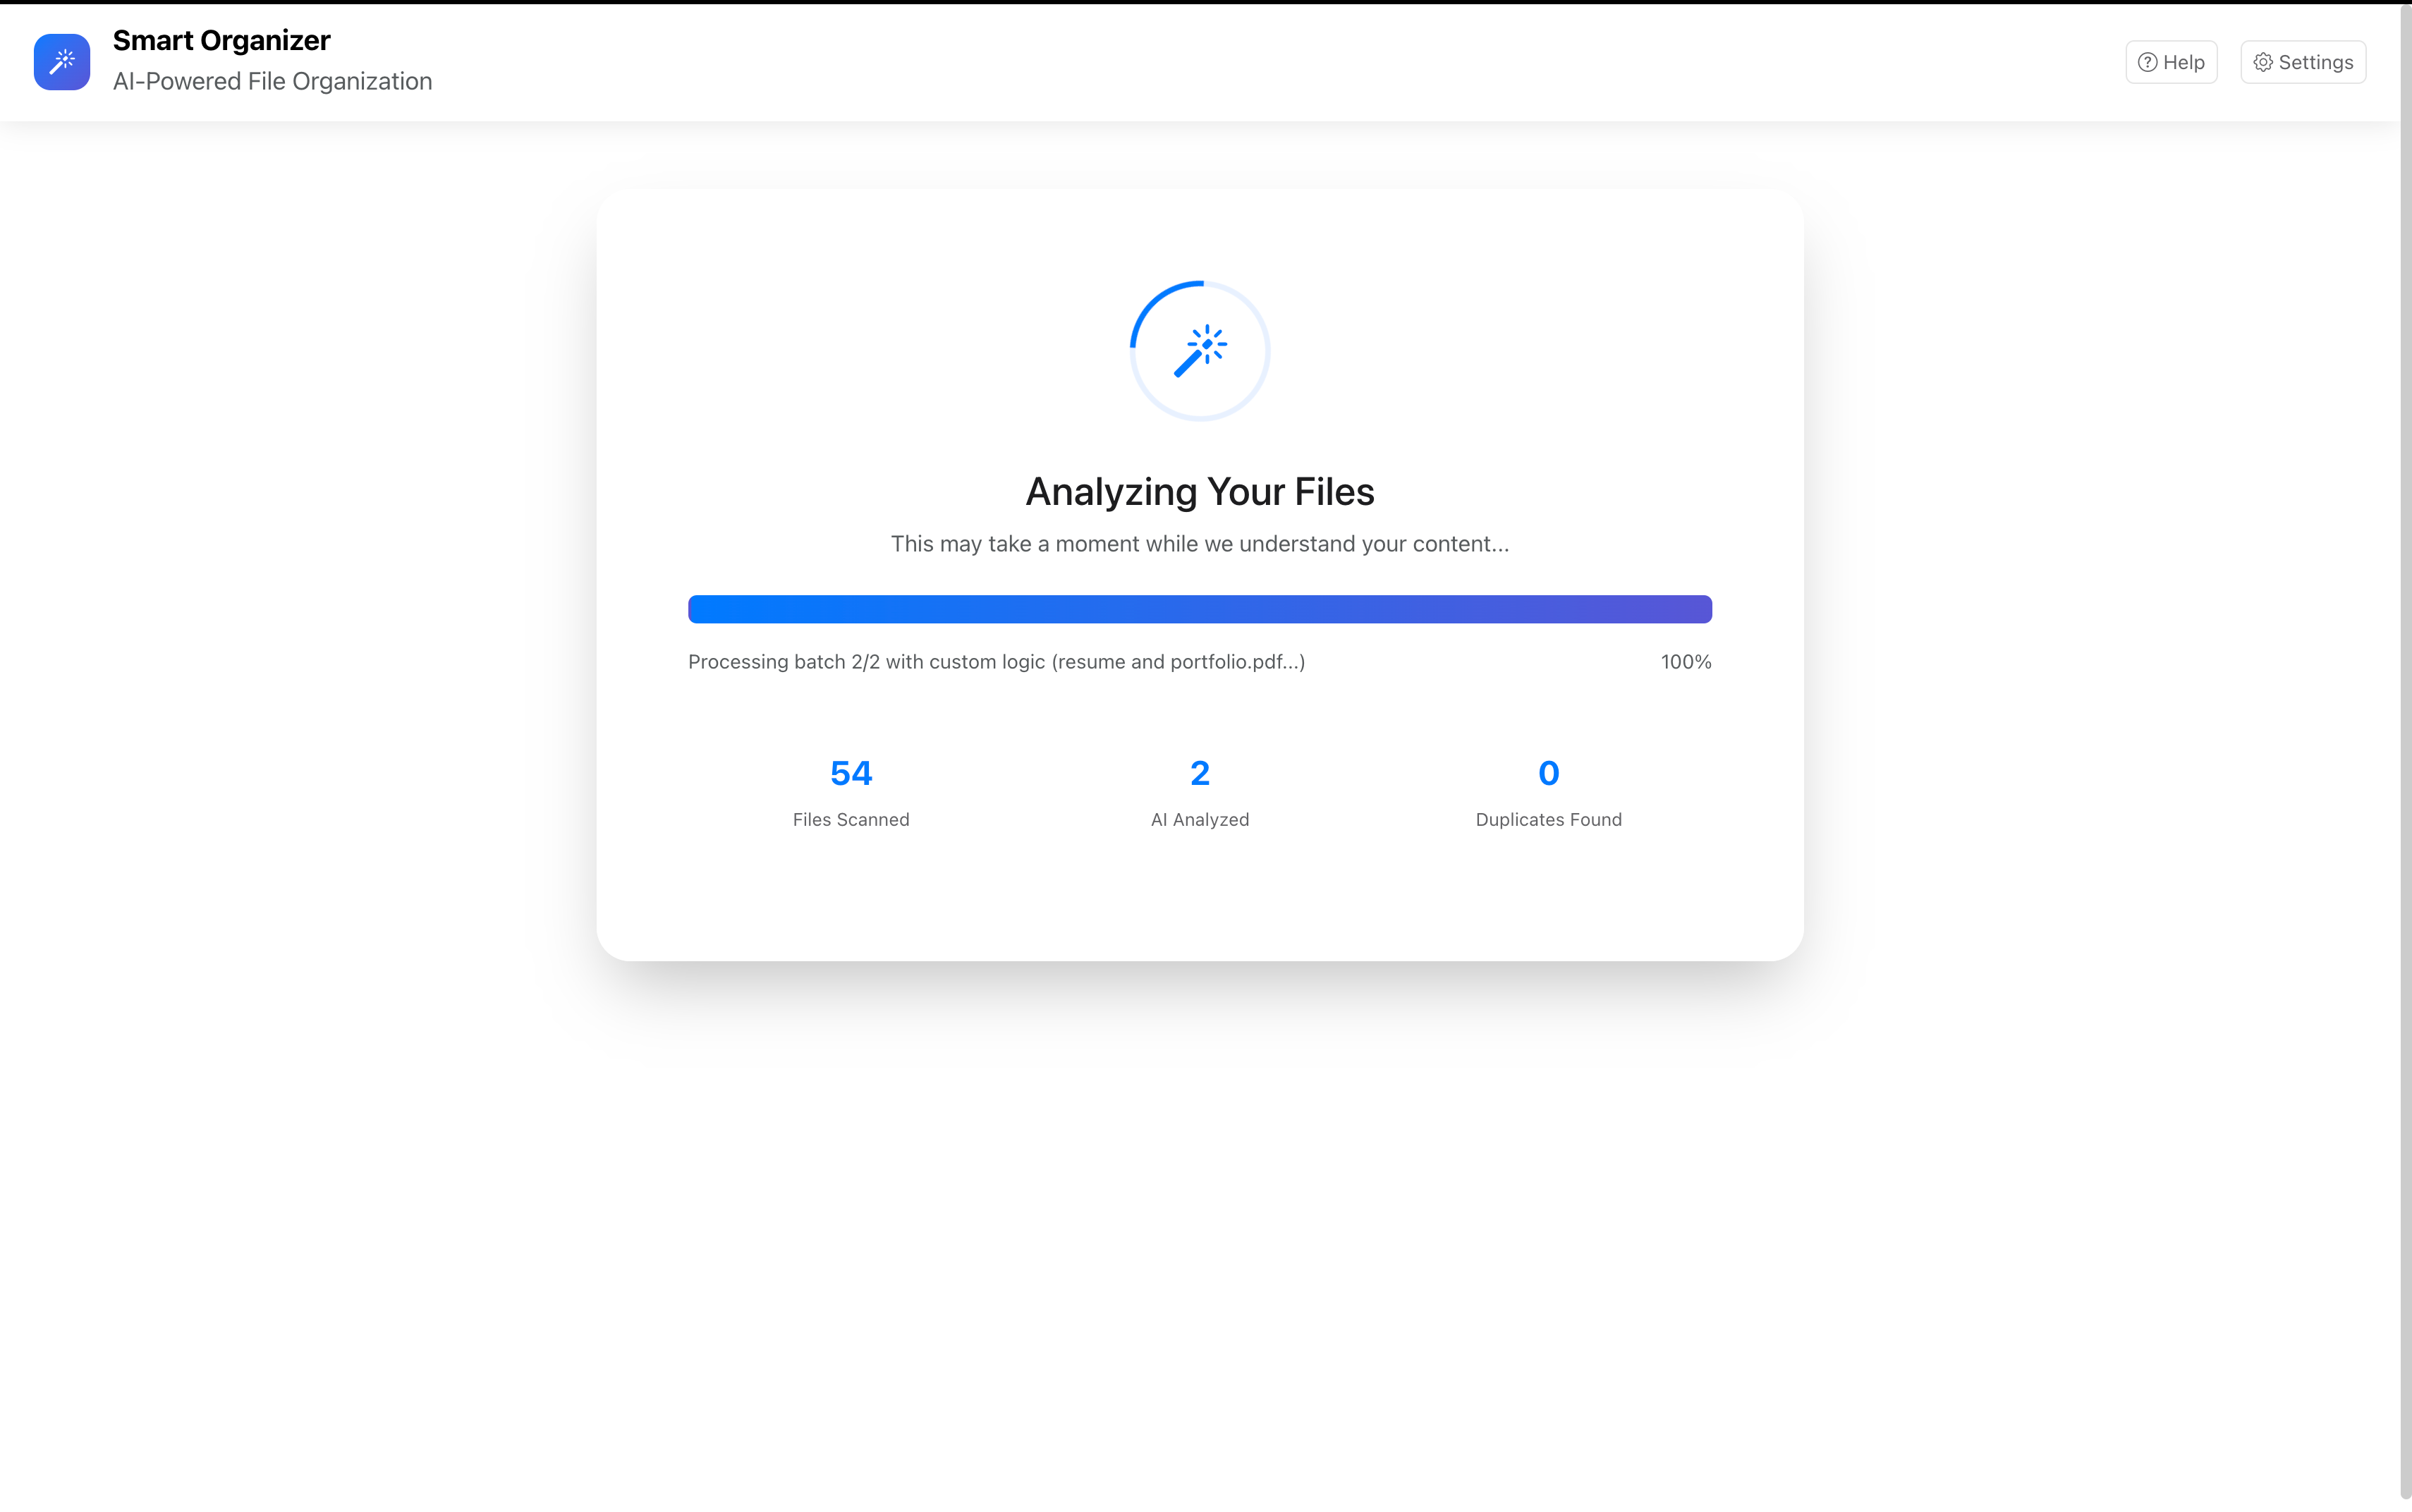 Smart Organizer
AI-Powered File Organization
Help
Settings
Analyzing Your Files
This may take a moment while we understand your content...
Processing batch 2/2 with custom logic (resume and portfolio.pdf...)
100%
54
2
0
Files Scanned
AI Analyzed
Duplicates Found